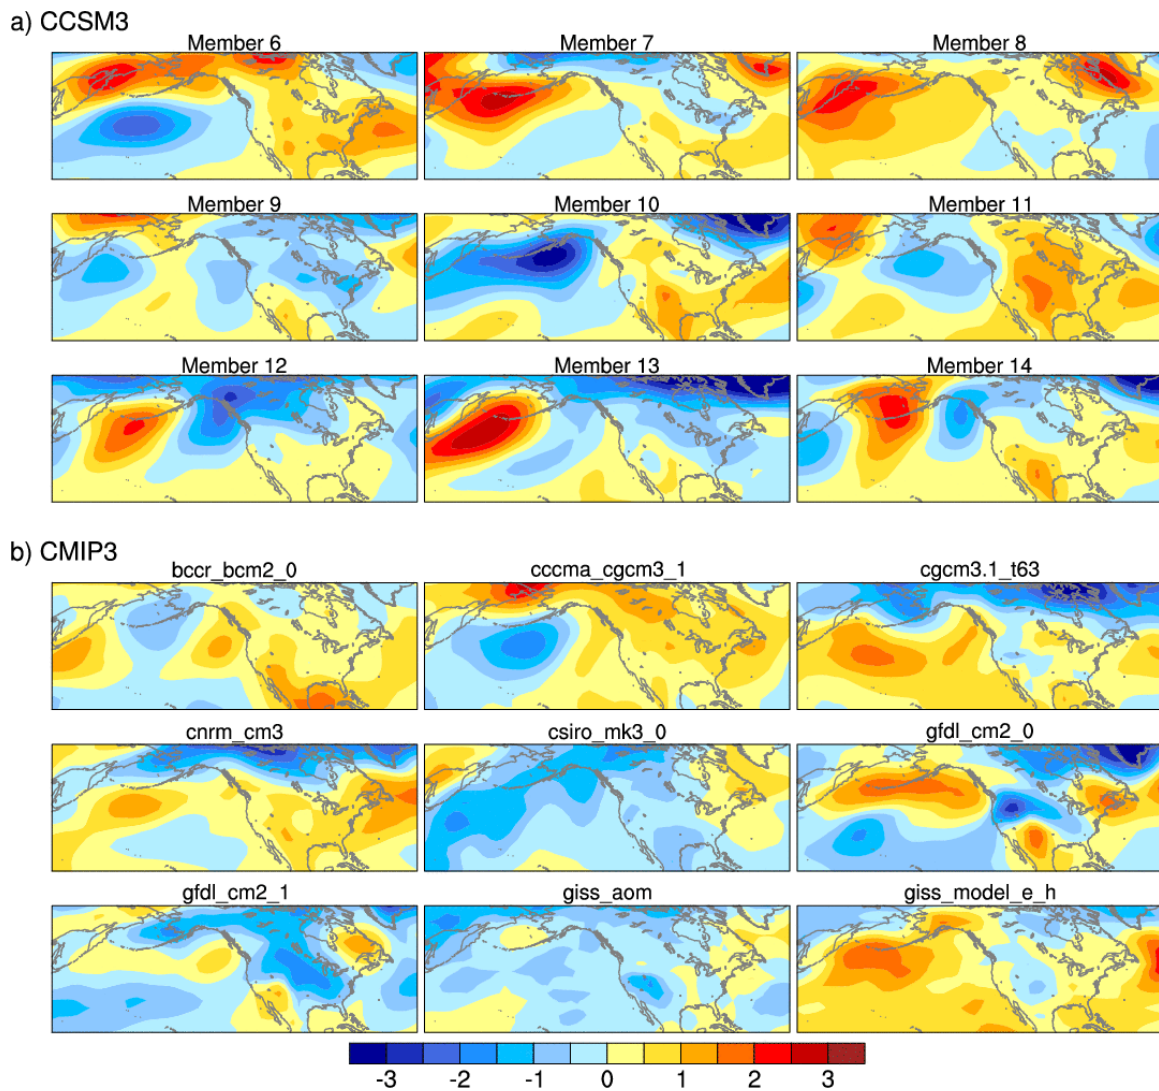 a) CCSM3
Member 6
Member 7
Member 8
Member 9
Member 10
Member 11
Member 12
Member 13
Member 14
b) CMIP3
bccr_bcm2_0
cccma_cgcm3_1
cgcm3.1_t63
cnrm_cm3
csiro_mk3_0
gfdl_cm2_0
gfdl_cm2_1
giss_aom
giss_model_e_h
-3 -2 -1 0 1 2 3